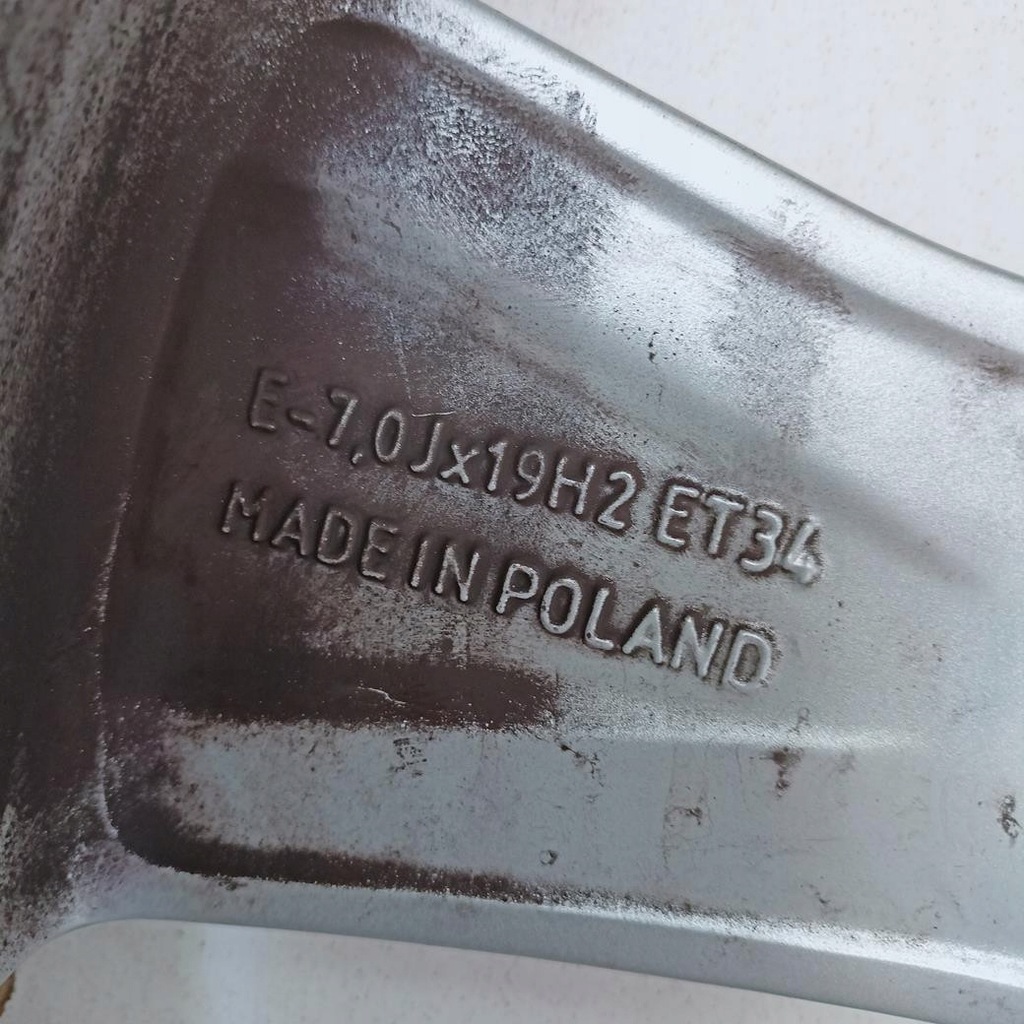 E-7,0Jx19H2 ET34
MADE IN POLAND